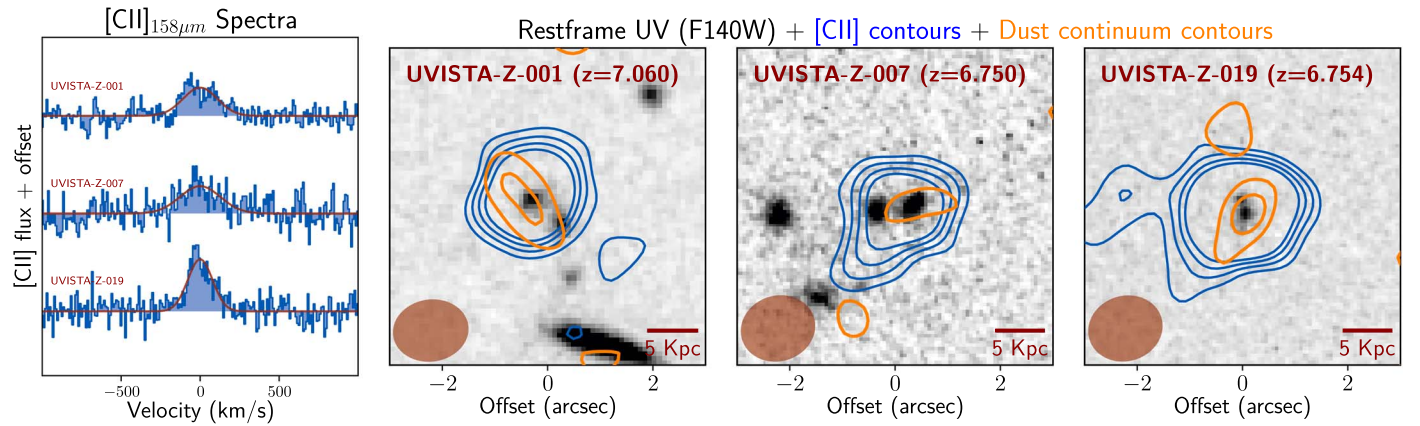 [CII]158μm Spectra
Restframe UV (F140W) + [CII] contours + Dust continuum contours
UVISTA-Z-001
UVISTA-Z-007
UVISTA-Z-019
[CII] flux + offset
−500 0 500
Velocity (km/s)
UVISTA-Z-001 (z=7.060)
5 Kpc
−2 0 2
Offset (arcsec)
UVISTA-Z-007 (z=6.750)
5 Kpc
−2 0 2
Offset (arcsec)
UVISTA-Z-019 (z=6.754)
5 Kpc
−2 0 2
Offset (arcsec)